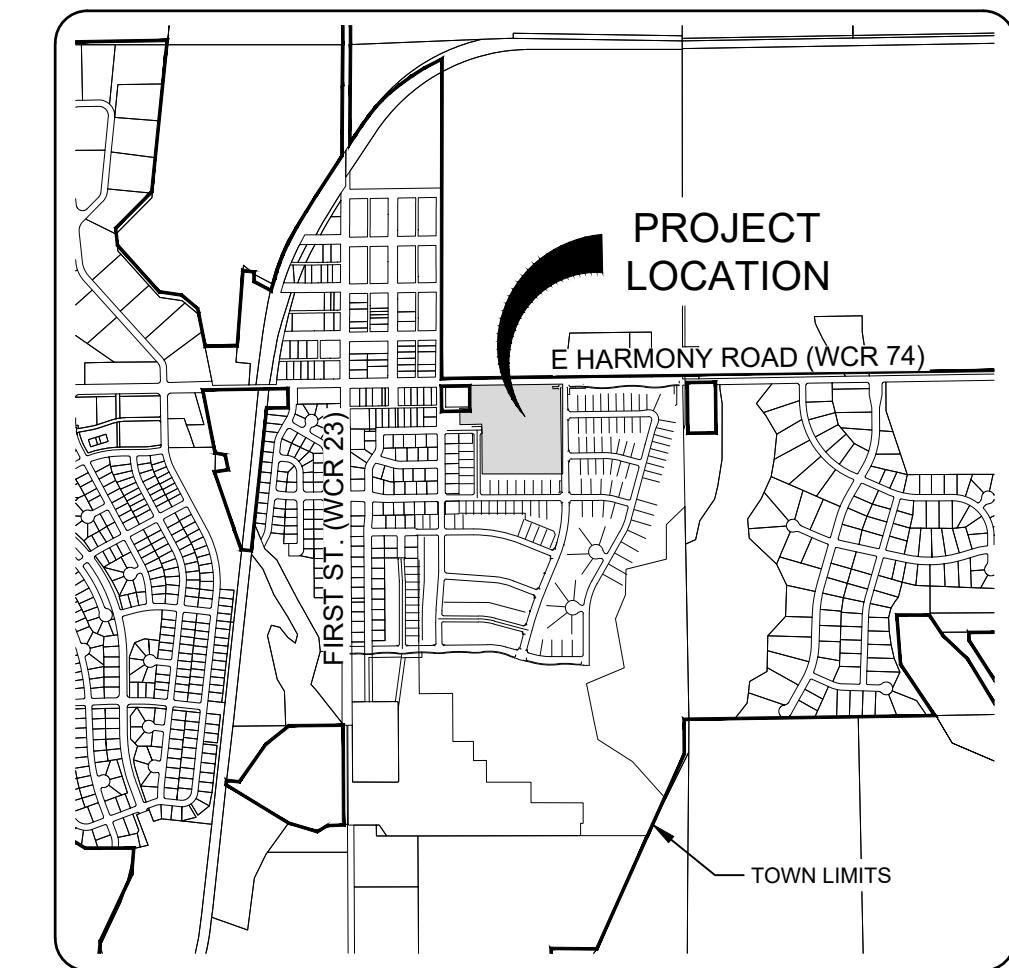 PROJECT
LOCATION
E HARMONY ROAD (WCR 74)
FIRST ST. (WCR 23)
TOWN LIMITS